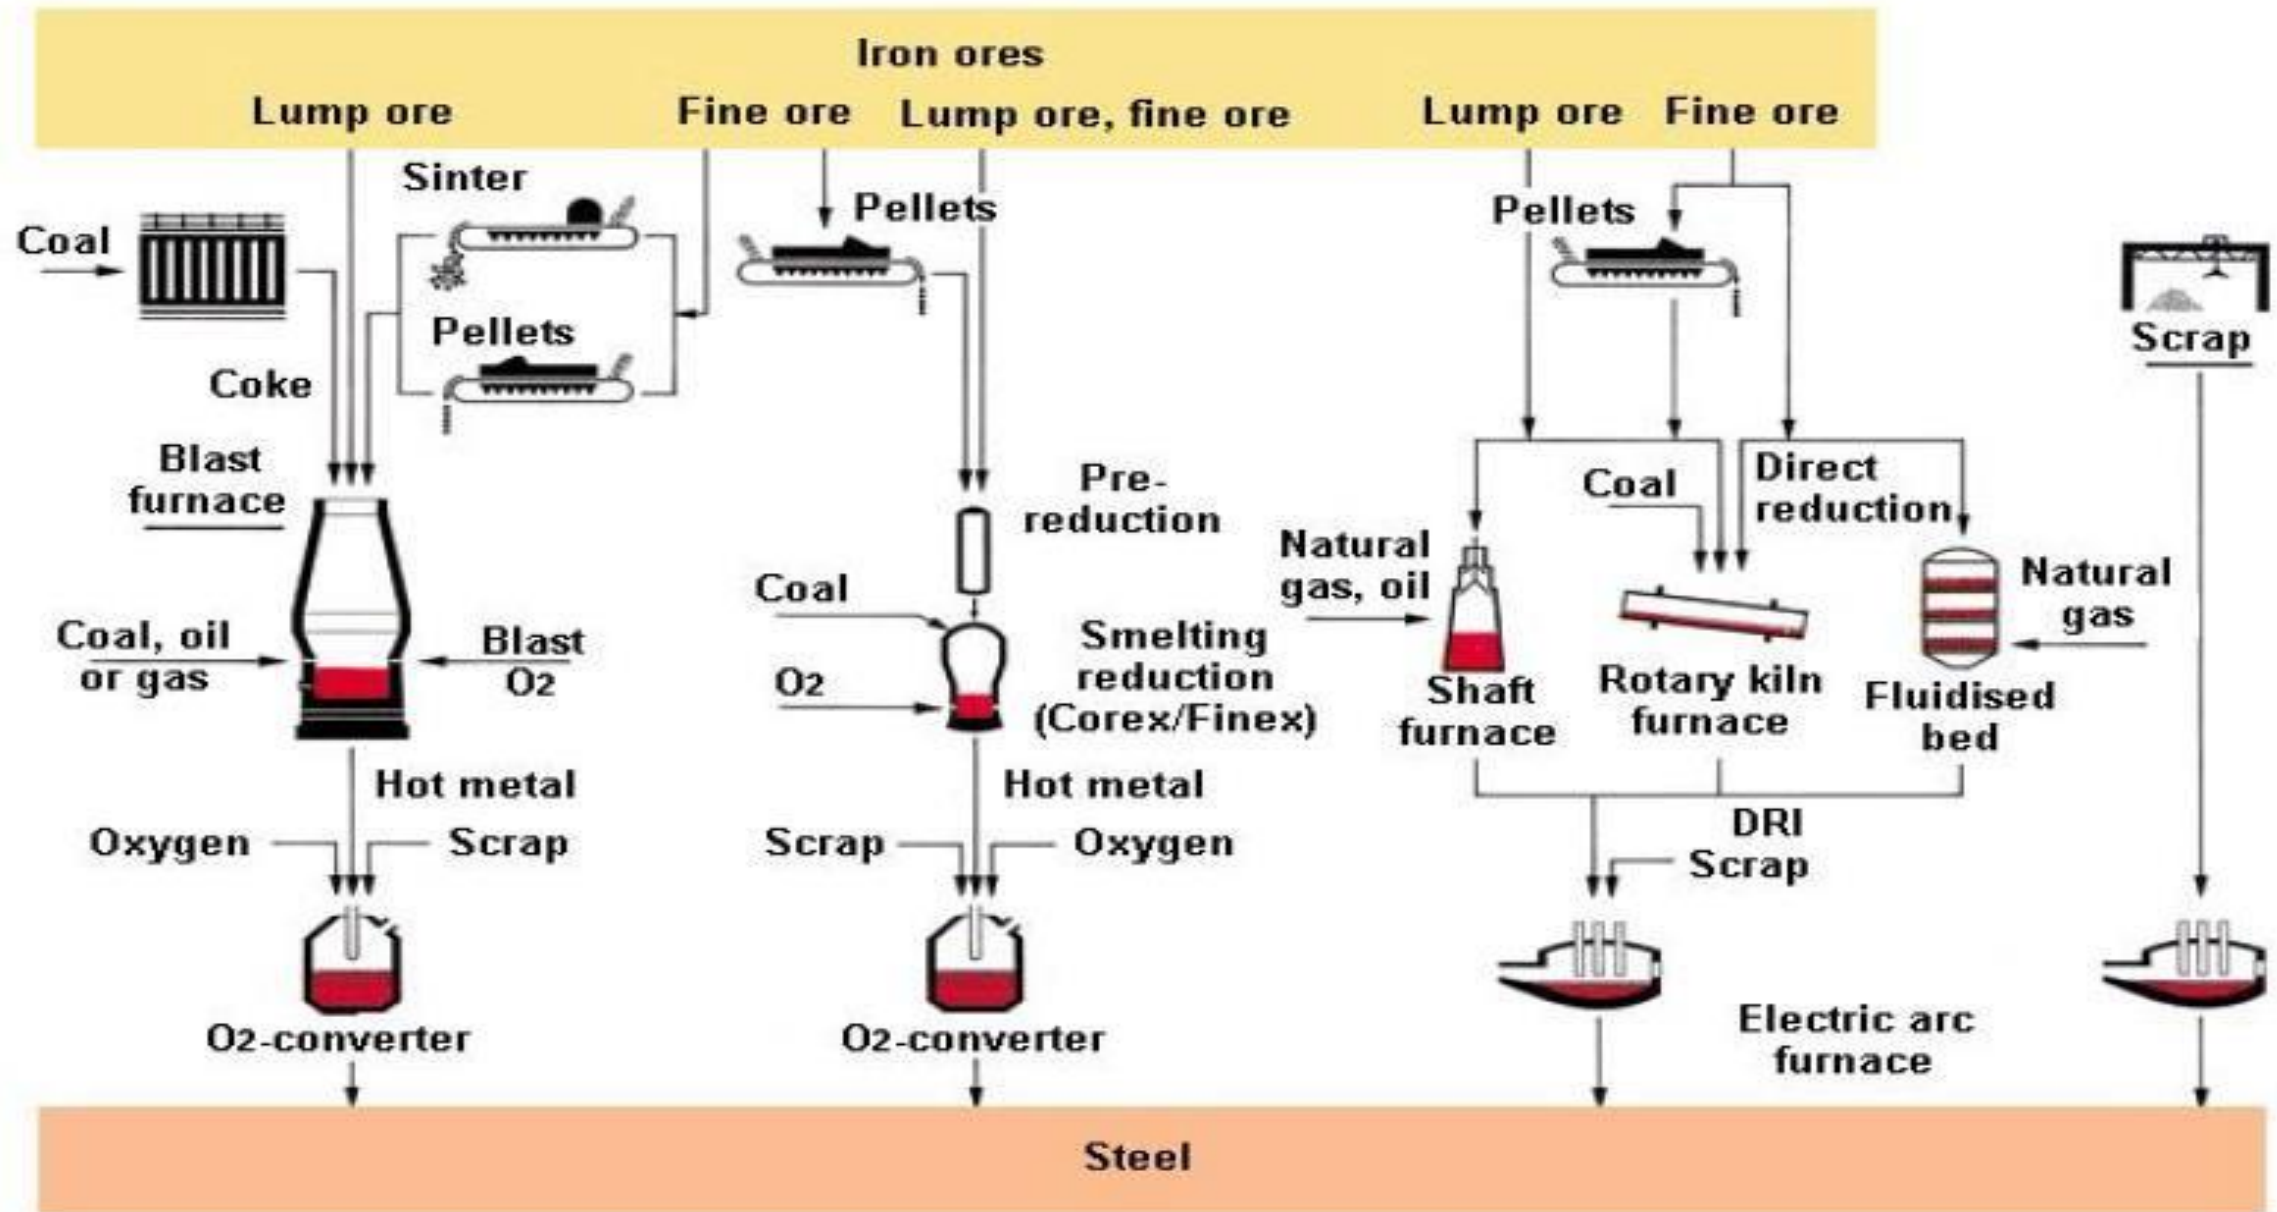 Iron ores
Lump ore
Fine ore
Lump ore, fine ore
Lump ore
Fine ore
Sinter
Pellets
Pellets
Coal
Pellets
Scrap
Coke
Blast
furnace
Pre-
reduction
Coal
Direct
reduction
Natural
gas, oil
Coal
Natural
gas
Coal, oil
or gas
Blast
O2
O2
Smelting
reduction
(Corex/Finex)
Shaft
furnace
Rotary kiln
furnace
Fluidised
bed
Hot metal
Hot metal
Oxygen
Scrap
Scrap
Oxygen
DRI
Scrap
O2-converter
O2-converter
Electric arc
furnace
Steel